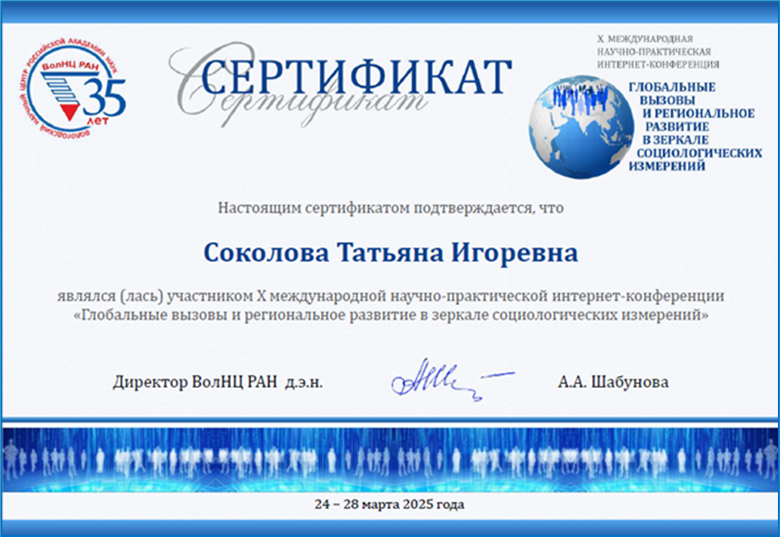 ВОЛОГОДСКИЙ НАУЧНЫЙ ЦЕНТР РОССИЙСКОЙ АКАДЕМИИ НАУК
ВолНЦ РАН
35
лет
СЕРТИФИКАТ
Сертификат
X МЕЖДУНАРОДНАЯ
НАУЧНО-ПРАКТИЧЕСКАЯ
ИНТЕРНЕТ-КОНФЕРЕНЦИЯ
ГЛОБАЛЬНЫЕ
ВЫЗОВЫ
И РЕГИОНАЛЬНОЕ
РАЗВИТИЕ
В ЗЕРКАЛЕ
СОЦИОЛОГИЧЕСКИХ
ИЗМЕРЕНИЙ
Настоящим сертификатом подтверждается, что
Соколова Татьяна Игоревна
являлся (лась) участником X международной научно-практической интернет-конференции
«Глобальные вызовы и региональное развитие в зеркале социологических измерений»
Директор ВолНЦ РАН д.э.н.
А.А. Шабунова
24 – 28 марта 2025 года